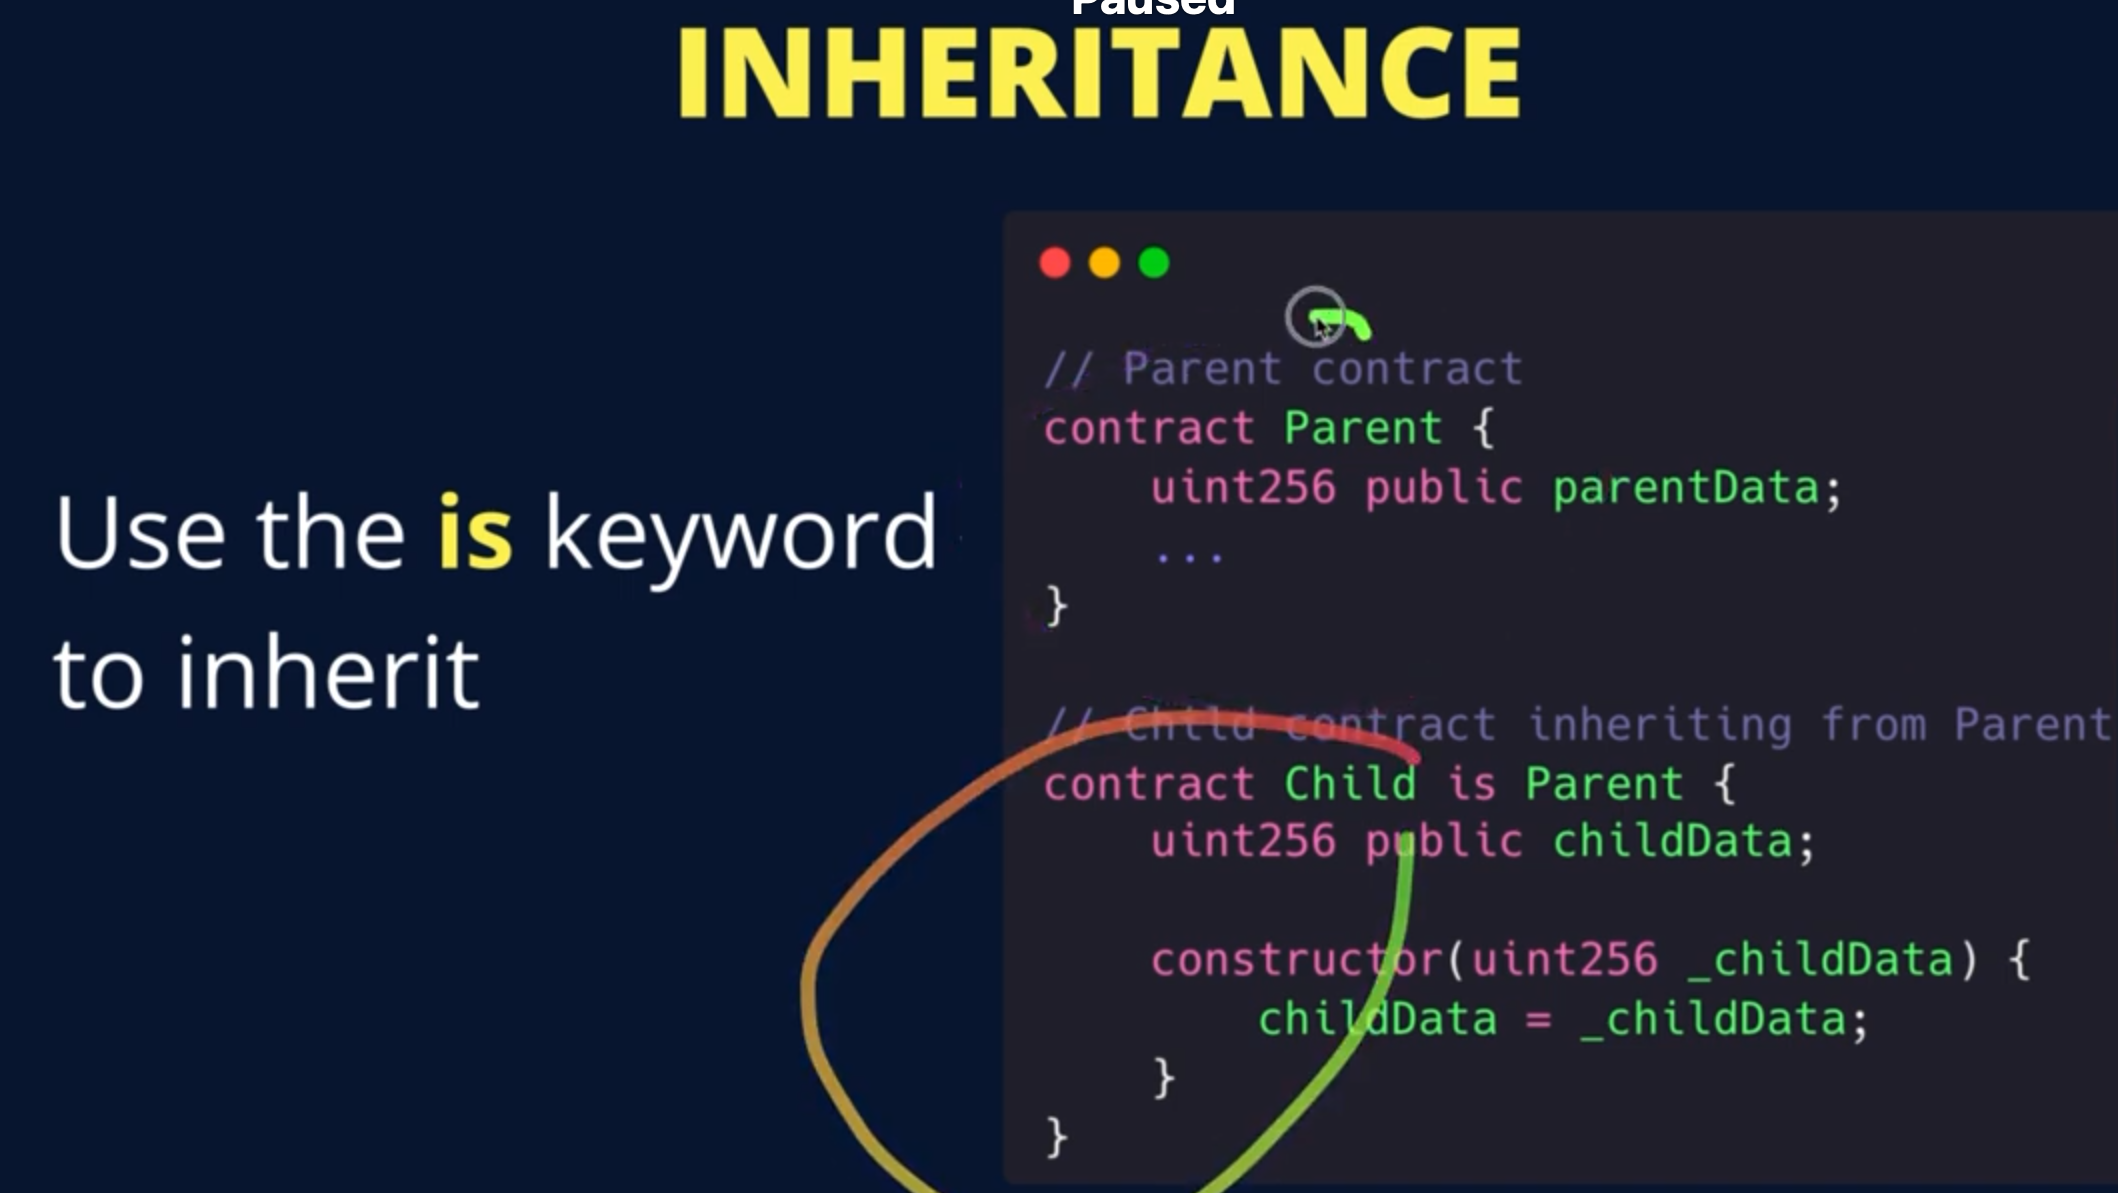 Paused
INHERITANCE
Use the is keyword
to inherit
// Parent contract
contract Parent {
uint256 public parentData;
...
}
// Child contract inheriting from Parent
contract Child is Parent {
uint256 public childData;
constructor(uint256 _childData) {
childData = _childData;
}
}